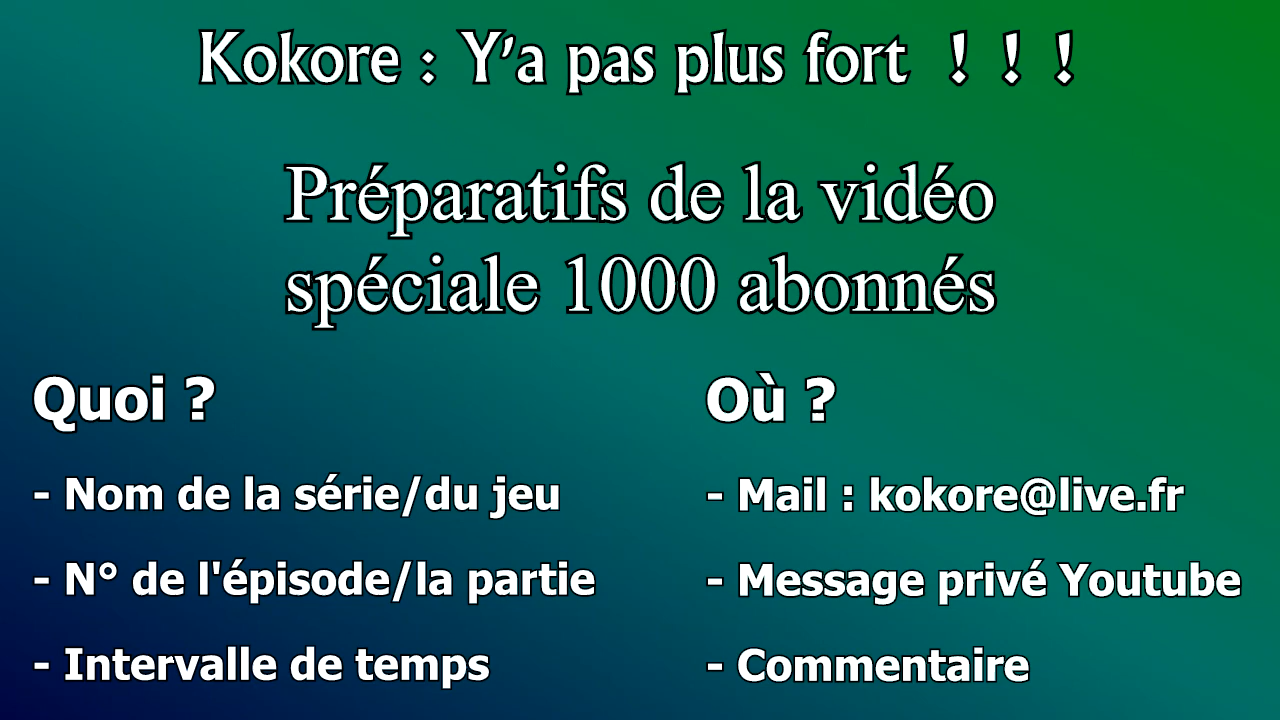 Kokore : Y'a pas plus fort ! ! !
Préparatifs de la vidéo
spéciale 1000 abonnés
Quoi ?
- Nom de la série/du jeu
- N° de l'épisode/la partie
- Intervalle de temps
Où ?
- Mail : kokore@live.fr
- Message privé Youtube
- Commentaire